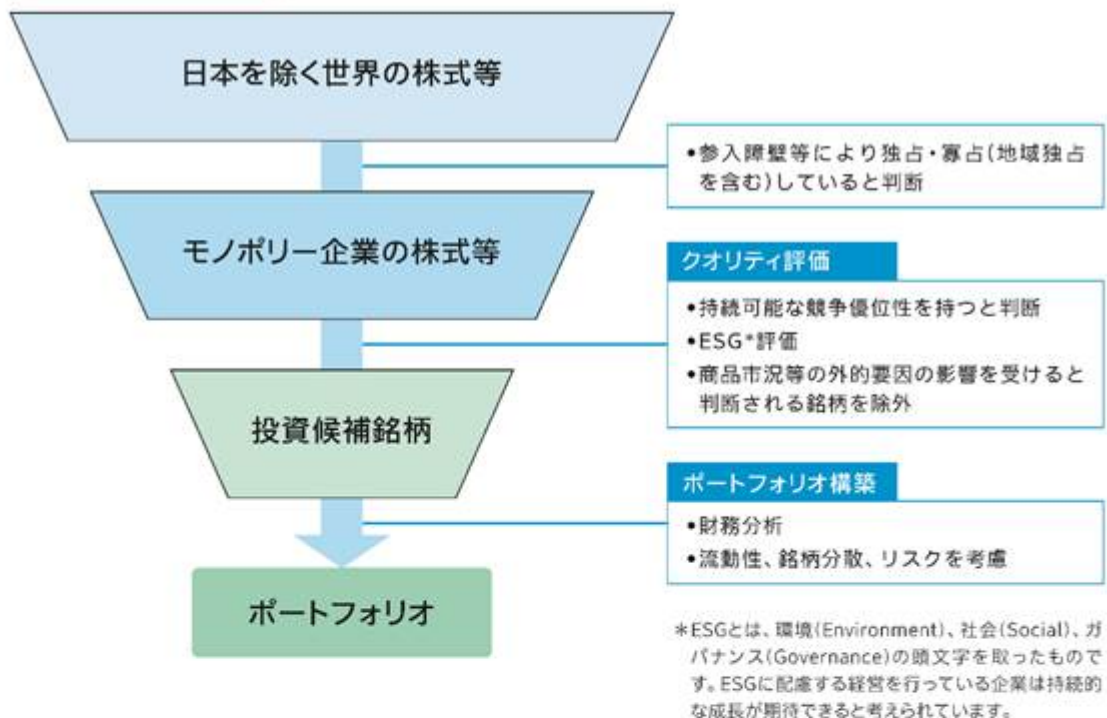 日本を除く世界の株式等
•参入障壁等により独占・寡占(地域独占
を含む)していると判断
モノポリー企業の株式等
クオリティ評価
•持続可能な競争優位性を持つと判断
•ESG*評価
•商品市況等の外的要因の影響を受けると
判断される銘柄を除外
投資候補銘柄
ポートフォリオ構築
•財務分析
•流動性、銘柄分散、リスクを考慮
ポートフォリオ
*ESGとは、環境(Environment)、社会(Social)、ガ
バナンス(Governance)の頭文字を取ったもので
す。ESGに配慮する経営を行っている企業は持続的
な成長が期待できると考えられています。